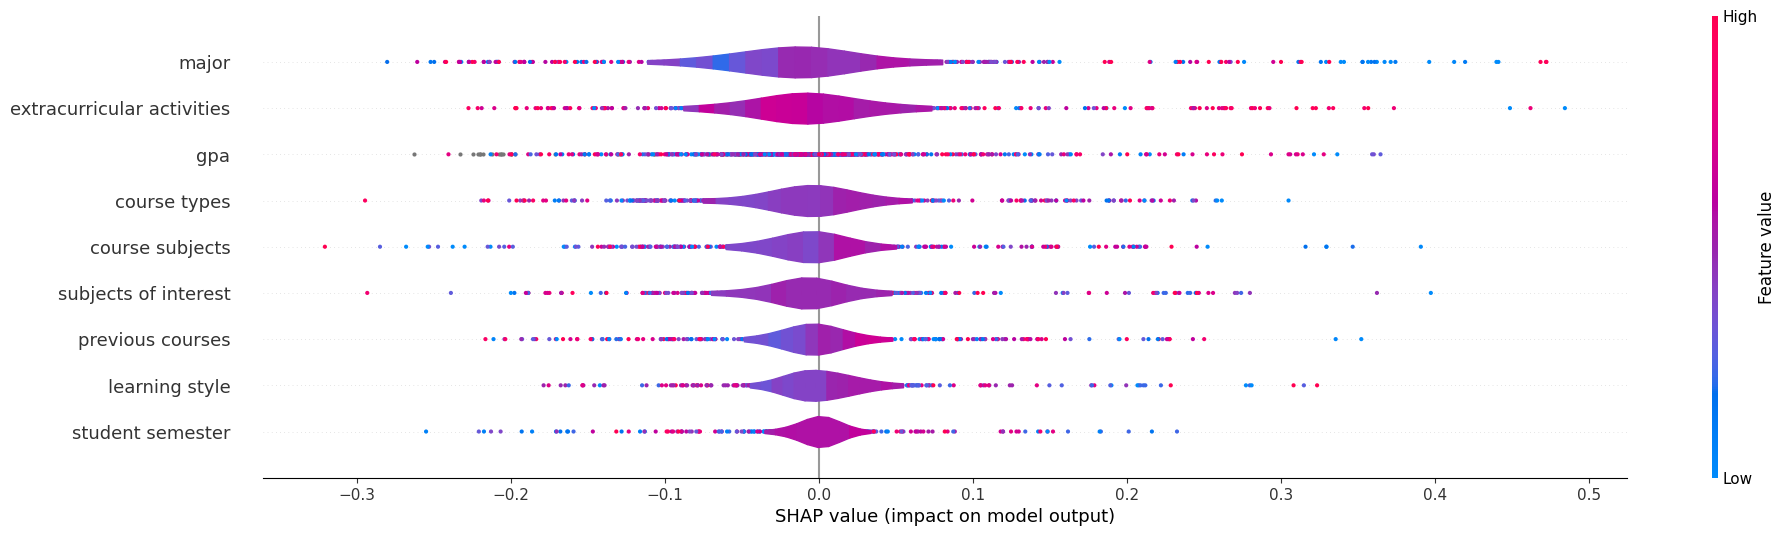 High
major
extracurricular activities
gpa
course types
course subjects
subjects of interest
previous courses
learning style
student semester
Feature value
Low
−0.3 −0.2 −0.1 0.0 0.1 0.2 0.3 0.4 0.5
SHAP value (impact on model output)